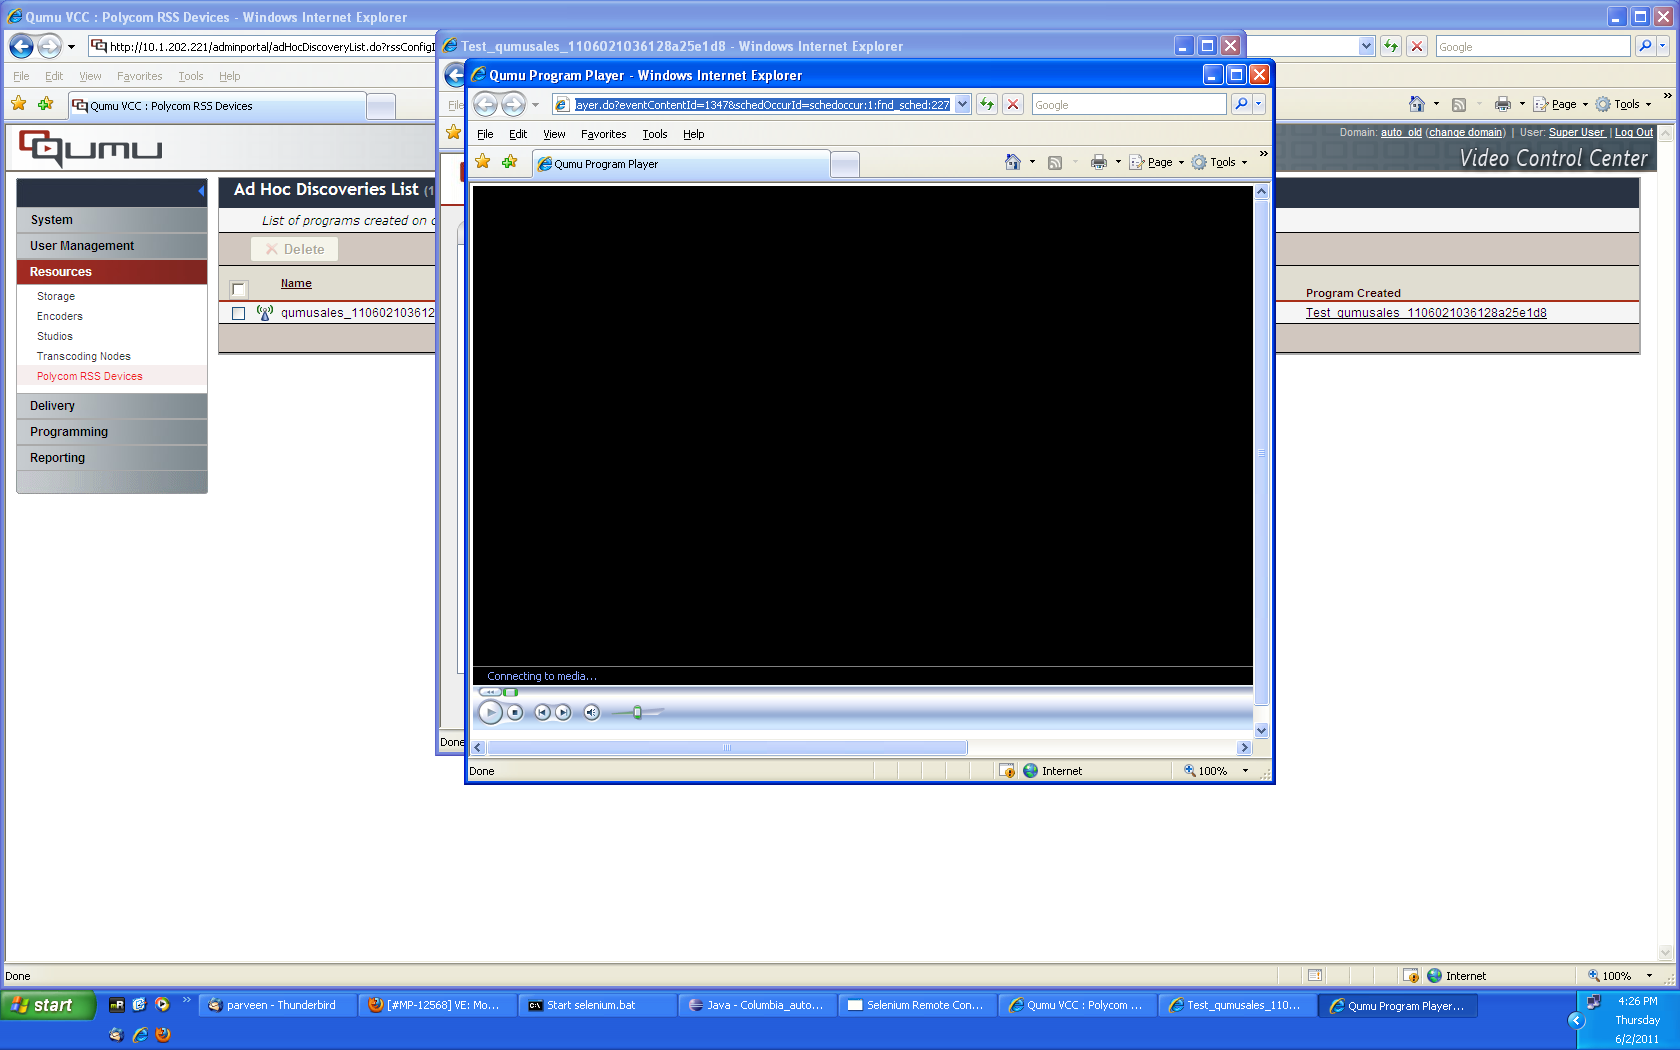 Qumu VCC : Polycom RSS Devices - Windows Internet Explorer
http://10.1.202.221/adminportal/adHocDiscoveryList.do?rssConfigI
Google
File Edit View Favorites Tools Help
Qumu VCC : Polycom RSS Devices
Page Tools
QUMU
Domain: auto_old (change domain) | User: Super User | Log Out
Video Control Center
System
User Management
Resources
Storage
Encoders
Studios
Transcoding Nodes
Polycom RSS Devices
Delivery
Programming
Reporting
Ad Hoc Discoveries List (1
List of programs created on
Delete
Name
Program Created
qumusales_11060210361 2
Test_qumusales_1106021036128a25e1d8
Test_qumusales_1106021036128a25e1d8 - Windows Internet Explorer
File
Done
Qumu Program Player - Windows Internet Explorer
layer.do?eventContentId=1347&schedOccurId=schedoccur:1:fnd_sched:227
Google
File Edit View Favorites Tools Help
Qumu Program Player
Page Tools
Connecting to media...
Done
Internet
100%
Done
Internet
100%
start
parveen - Thunderbird
[#MP-12568] VE: Mo...
Start selenium.bat
Java - Columbia_auto...
Selenium Remote Con...
Qumu VCC : Polycom ...
Test_qumusales_110...
Qumu Program Player...
4:26 PM
Thursday
6/2/2011